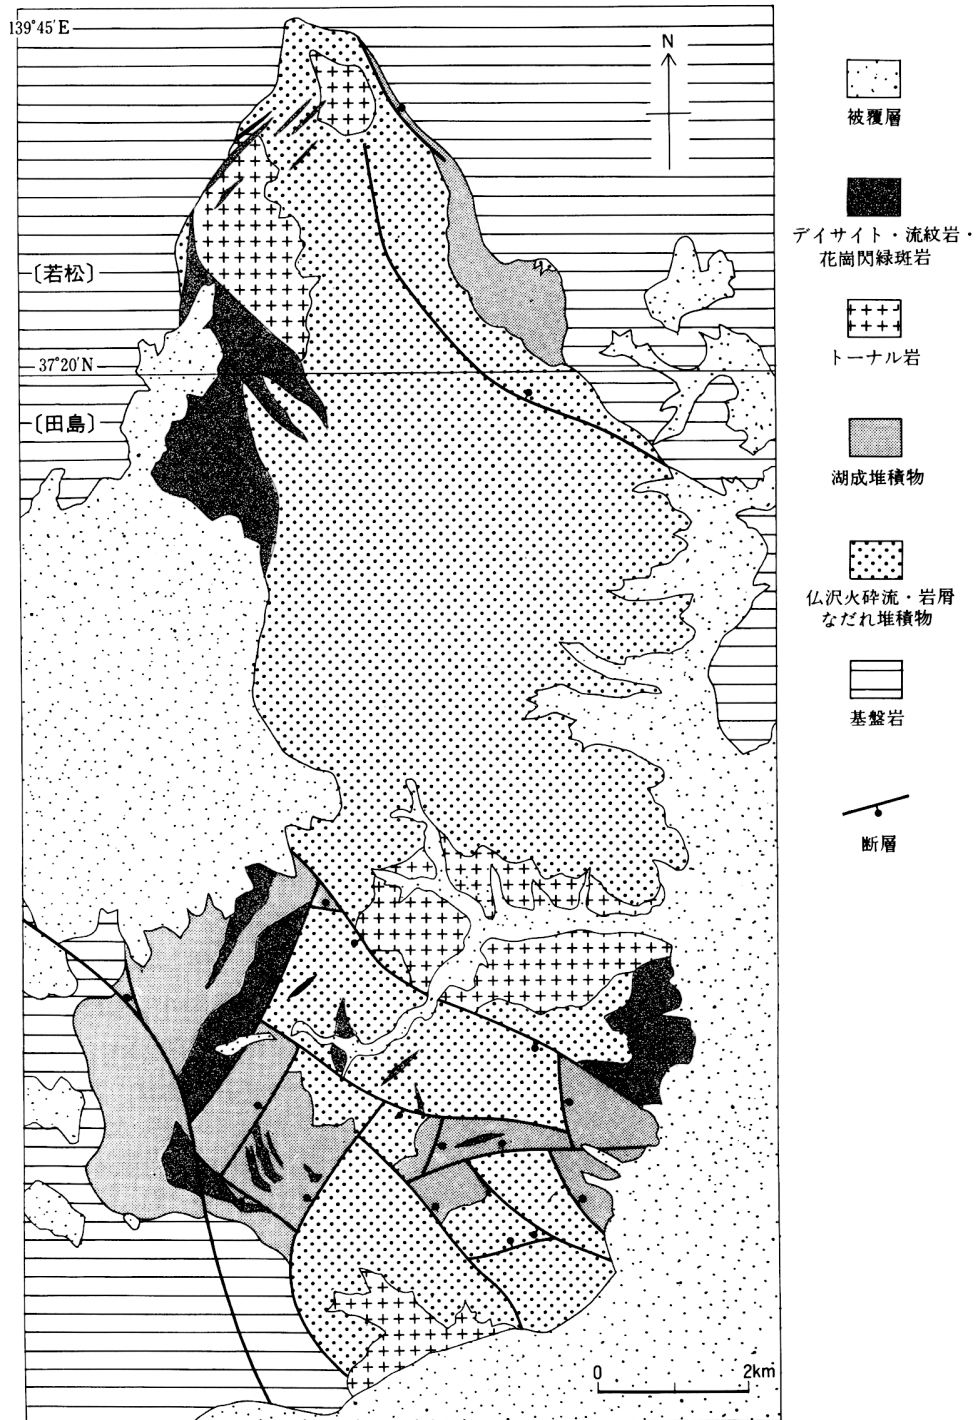 139°45′E
N
〔若松〕
37°20′N
〔田島〕
被覆層
デイサイト・流紋岩・
花崗閃緑斑岩
トーナル岩
湖成堆積物
仏沢火砕流・岩屑
なだれ堆積物
基盤岩
断層
0
2km